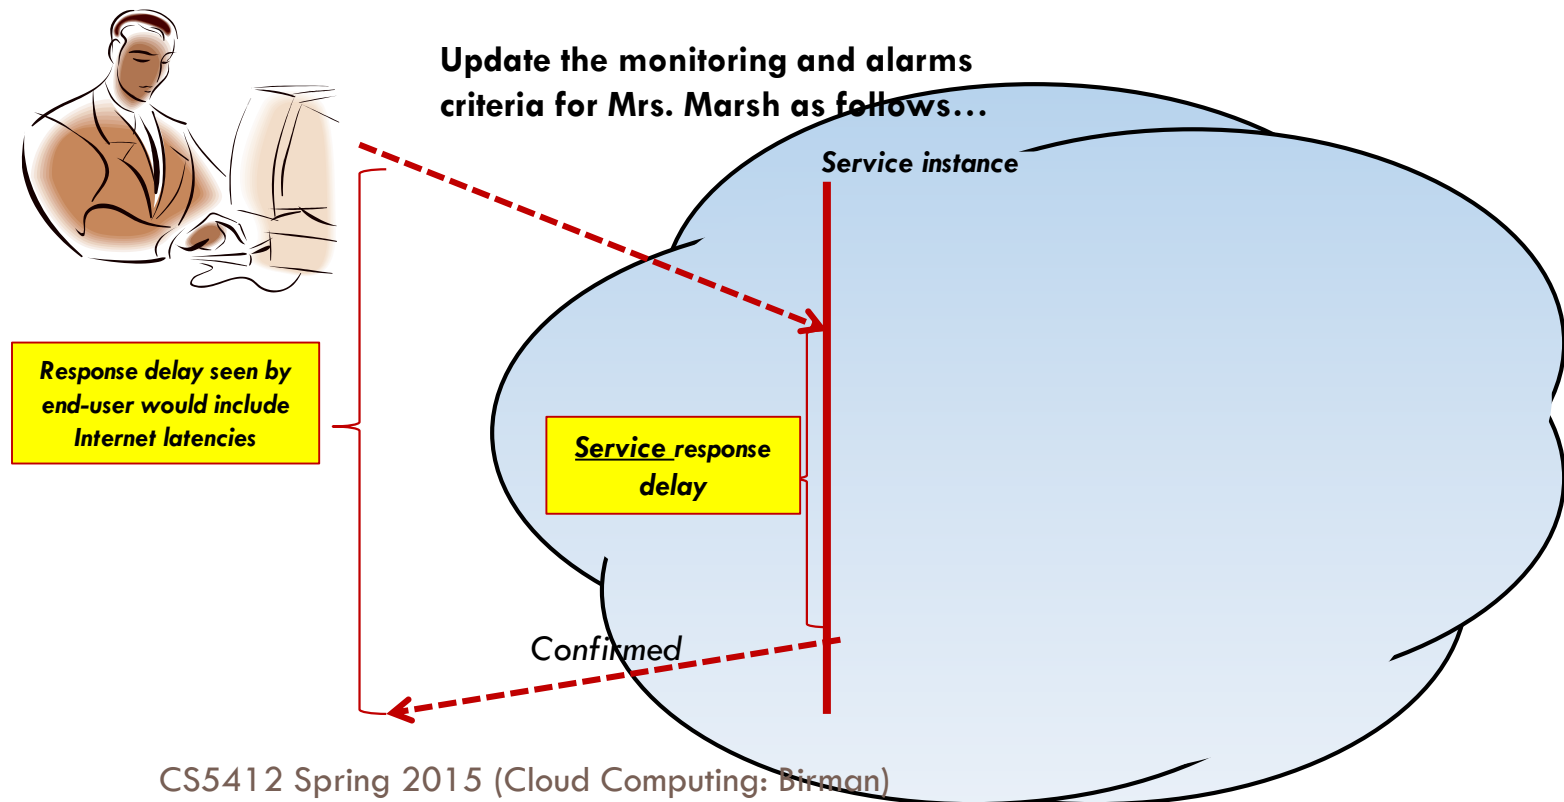 Update the monitoring and alarms
criteria for Mrs. Marsh as follows…
Service instance
Response delay seen by
end-user would include
Internet latencies
Service response
delay
Confirmed
CS5412 Spring 2015 (Cloud Computing: Birman)